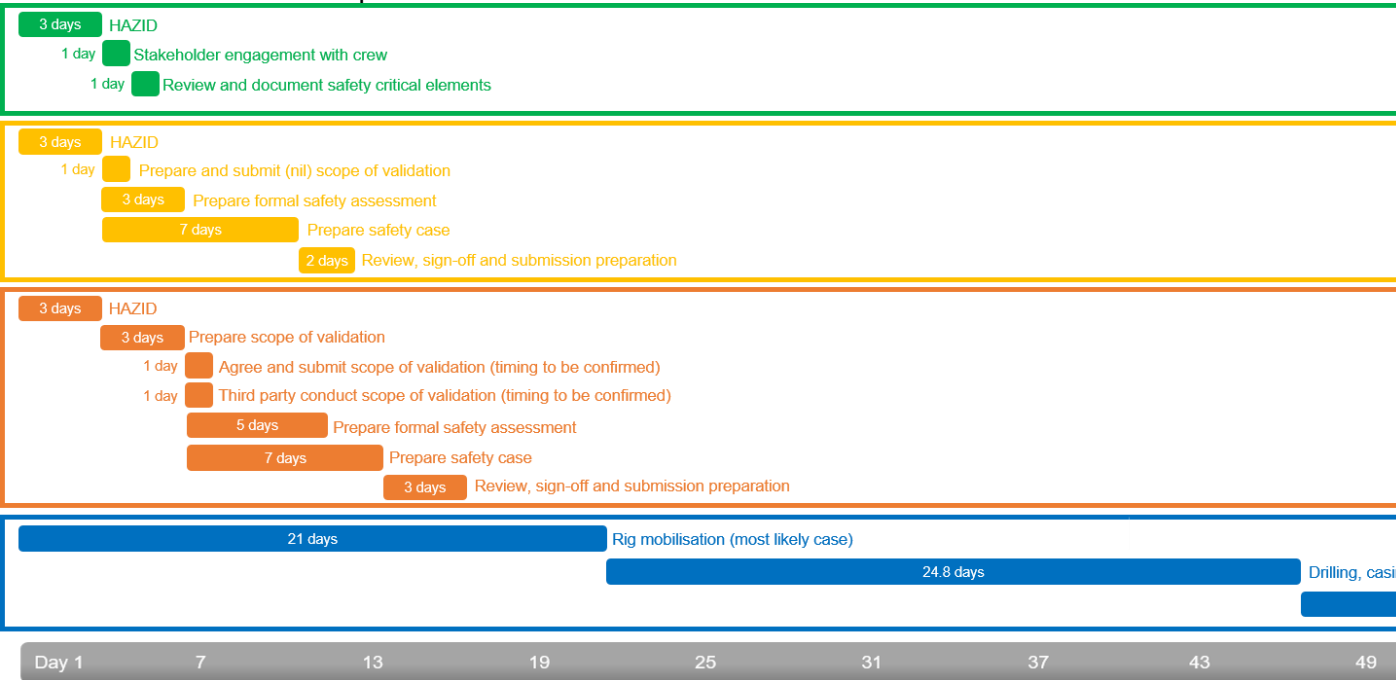 3 days HAZID
1 day Stakeholder engagement with crew
1 day Review and document safety critical elements
3 days HAZID
1 day Prepare and submit (nil) scope of validation
3 days Prepare formal safety assessment
7 days Prepare safety case
2 days Review, sign-off and submission preparation
3 days HAZID
3 days Prepare scope of validation
1 day Agree and submit scope of validation (timing to be confirmed)
1 day Third party conduct scope of validation (timing to be confirmed)
5 days Prepare formal safety assessment
7 days Prepare safety case
3 days Review, sign-off and submission preparation
21 days Rig mobilisation (most likely case)
24.8 days Drilling,
Day 1 7 13 19 25 31 37 43 49